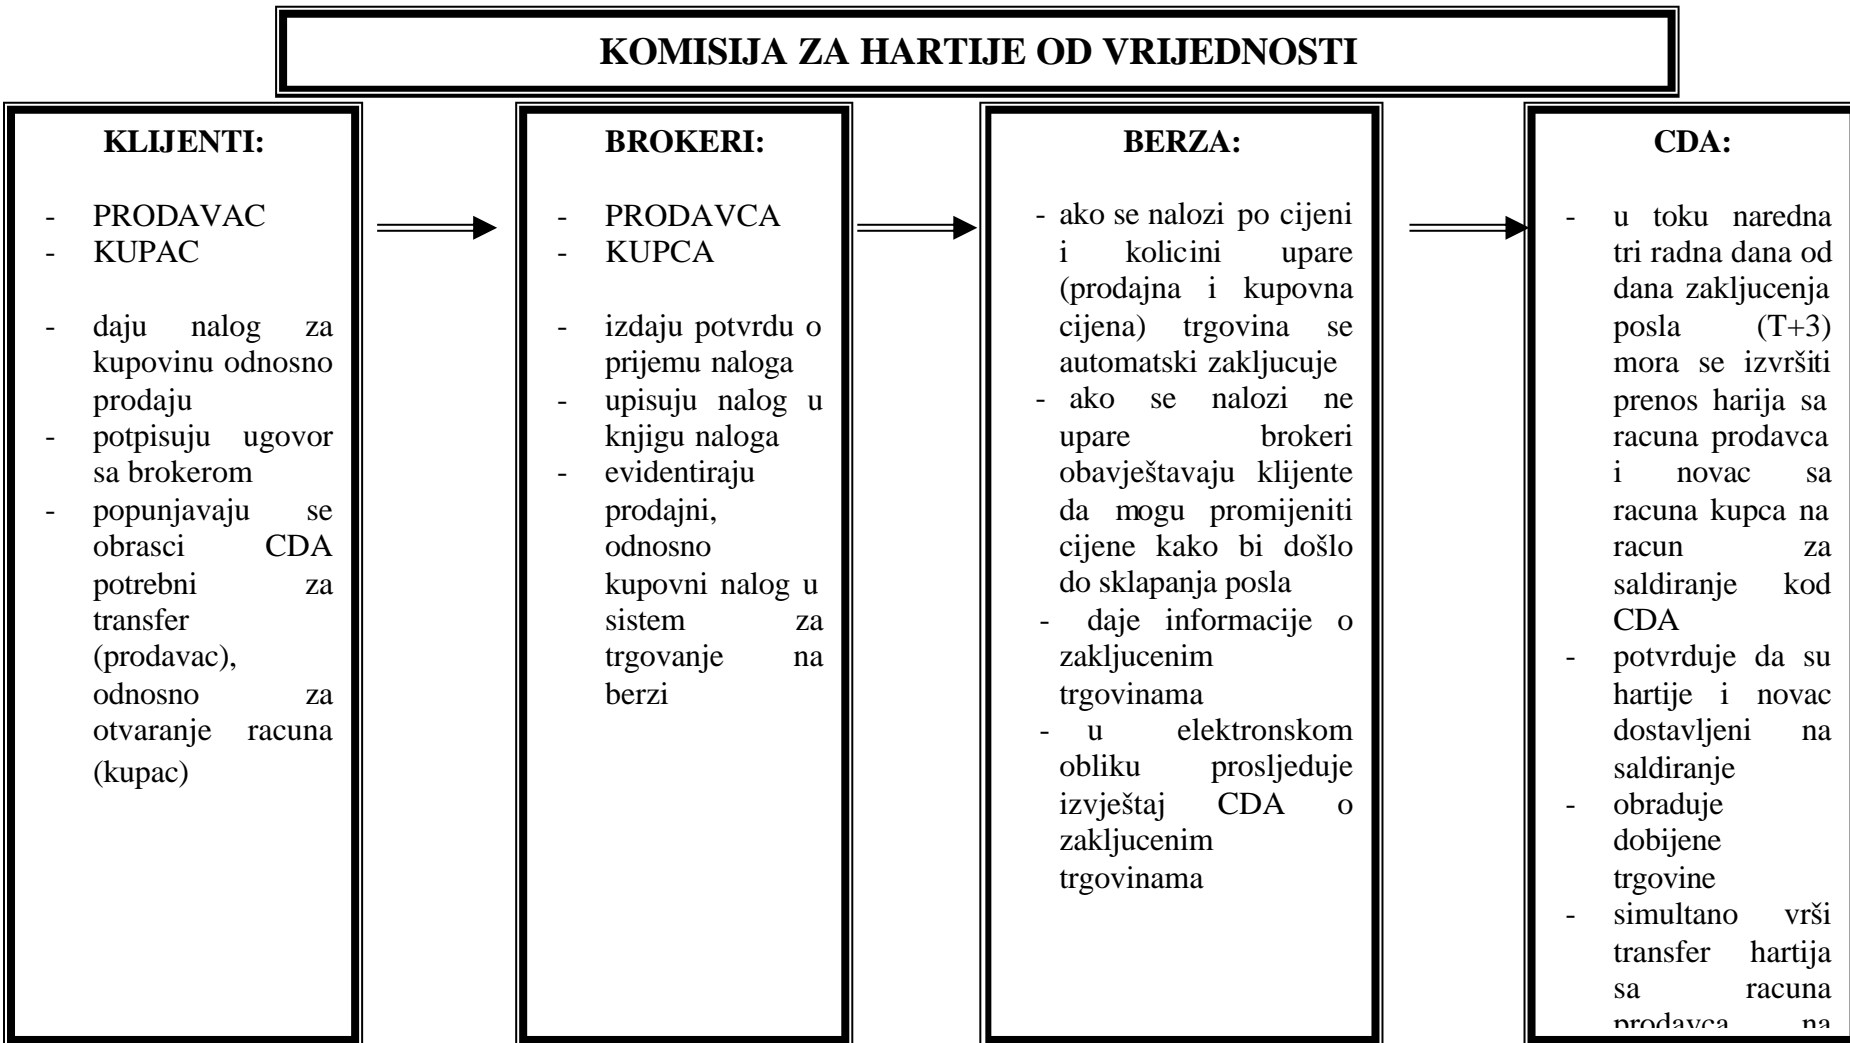 KOMISIJA ZA HARTIJE OD VRIJEDNOSTI
KLIJENTI:
- PRODAVAC
- KUPAC
- daju nalog za
kupovinu odnosno
prodaju
- potpisuju ugovor
sa brokerom
- popunjavaju se
obrasci CDA
potrebni za
transfer
(prodavac),
odnosno za
otvaranje racuna
(kupac)
BROKERI:
- PRODAVCA
- KUPCA
- izdaju potvrdu o
prijemu naloga
- upisuju nalog u
knjigu naloga
- evidentiraju
prodajni,
odnosno
kupovni nalog u
sistem za
trgovanje na
berzi
BERZA:
- ako se nalozi po cijeni
i kolicini upare
(prodajna i kupovna
cijena) trgovina se
automatski zakljucuje
- ako se nalozi ne
upare brokeri
obavještavaju klijente
da mogu promijeniti
cijene kako bi došlo
do sklapanja posla
- daje informacije o
zakljucenim
trgovinama
- u elektronskom
obliku prosljeduje
izvještaj CDA o
zakljucenim
trgovinama
CDA:
- u toku naredna
tri radna dana od
dana zakljucenja
posla (T+3)
mora se izvršiti
prenos harija sa
racuna prodavca
i novac sa
racuna kupca na
racun za
saldiranje kod
CDA
- potvrduje da su
hartije i novac
dostavljeni na
saldiranje
- obraduje
dobijene
trgovine
- simultano vrši
transfer hartija
sa racuna
prodavca na